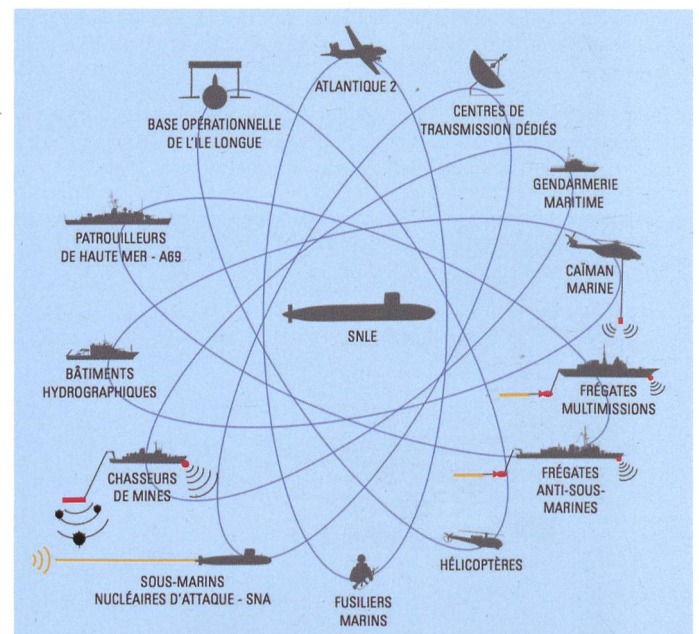 ATLANTIQUE 2
CENTRES DE
TRANSMISSION DÉDIÉS
BASE OPÉRATIONNELLE
DE L'ILE LONGUE
GENDARMERIE
MARITIME
PATROUILLEURS
DE HAUTE MER - A69
CAÏMAN
MARINE
SNLE
BÂTIMENTS
HYDROGRAPHIQUES
FRÉGATES
MULTIMISSIONS
CHASSEURS
DE MINES
FRÉGATES
ANTI-SOUS-
MARINES
HÉLICOPTÈRES
SOUS-MARINS
NUCLÉAIRES D'ATTAQUE - SNA
FUSILIERS
MARINS